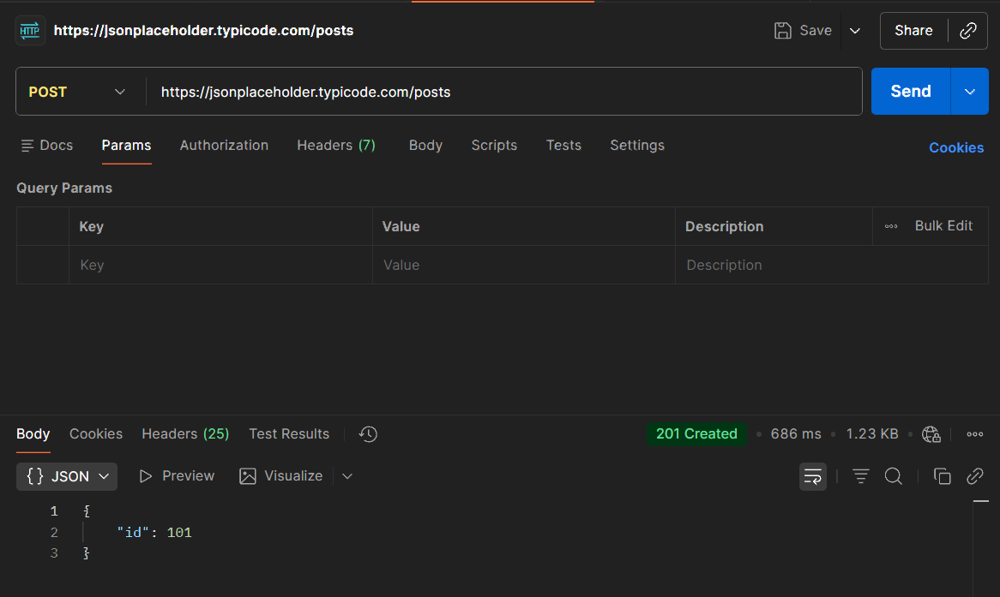 HTTP https://jsonplaceholder.typicode.com/posts Save Share
POST https://jsonplaceholder.typicode.com/posts Send
Docs Params Authorization Headers (7) Body Scripts Tests Settings Cookies
Query Params
Key Value Description Bulk Edit
Key Value Description
Body Cookies Headers (25) Test Results 201 Created 686 ms 1.23 KB
{} JSON Preview Visualize
1 {
2 "id": 101
3 }